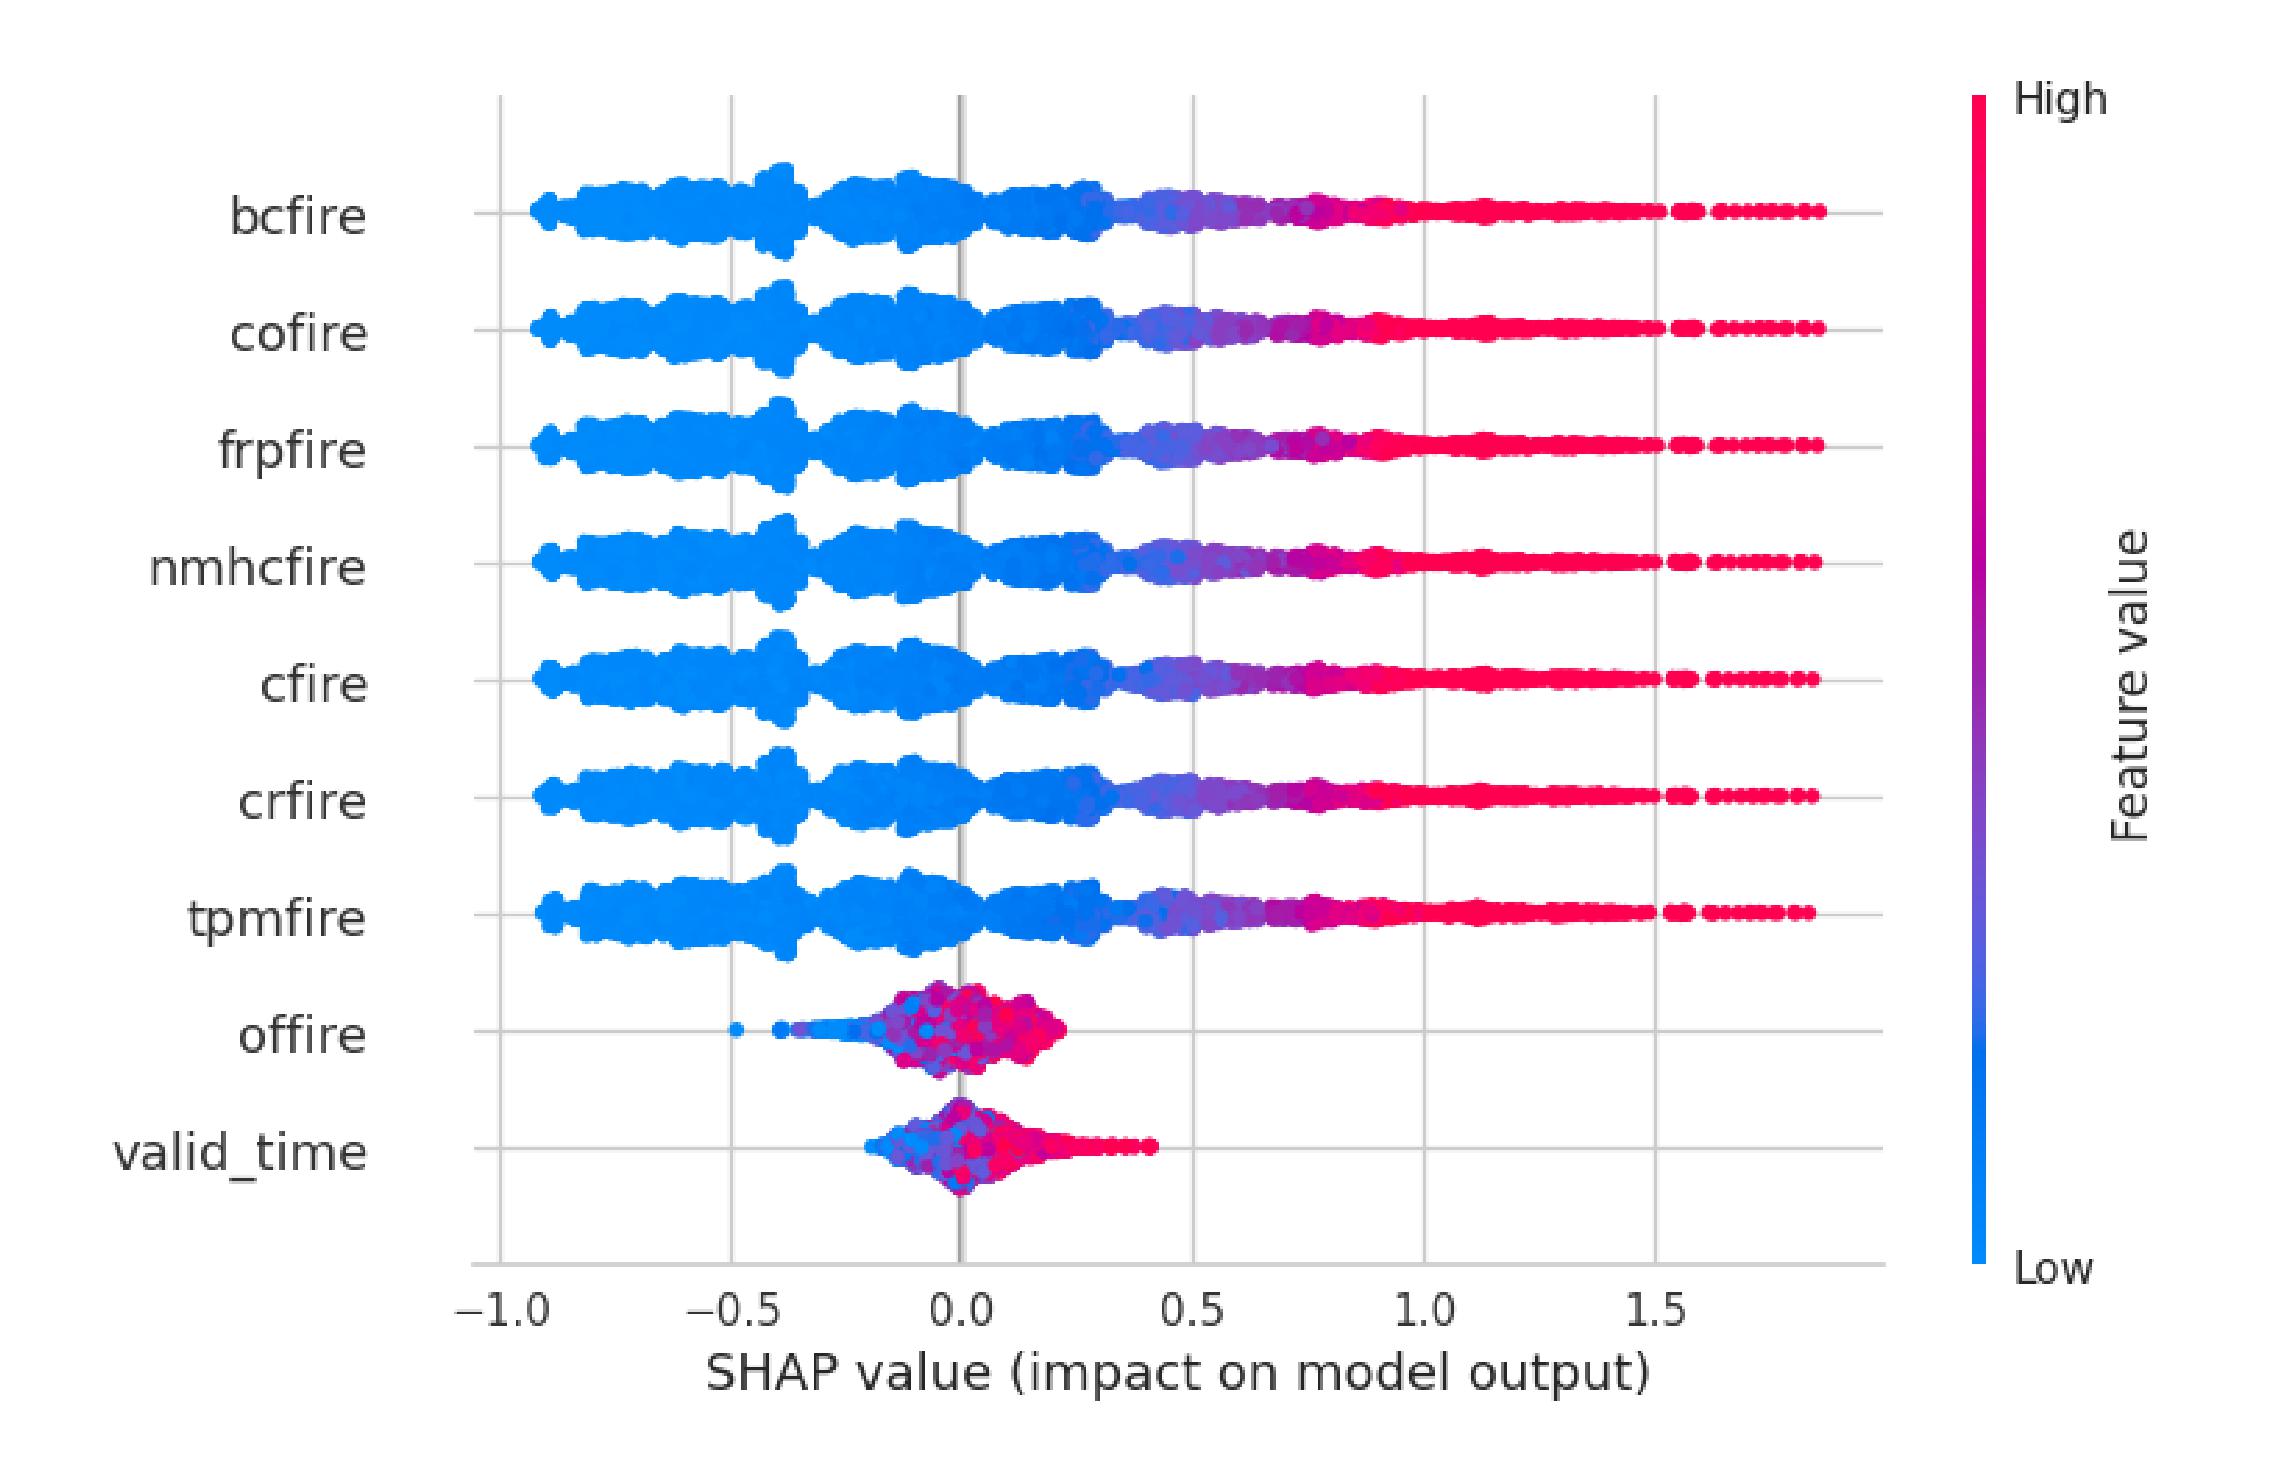 High
bcfire
cofire
frpfire
nmhcfire
cfire
crfire
tpmfire
offire
valid_time
Feature value
Low
−1.0 −0.5 0.0 0.5 1.0 1.5
SHAP value (impact on model output)